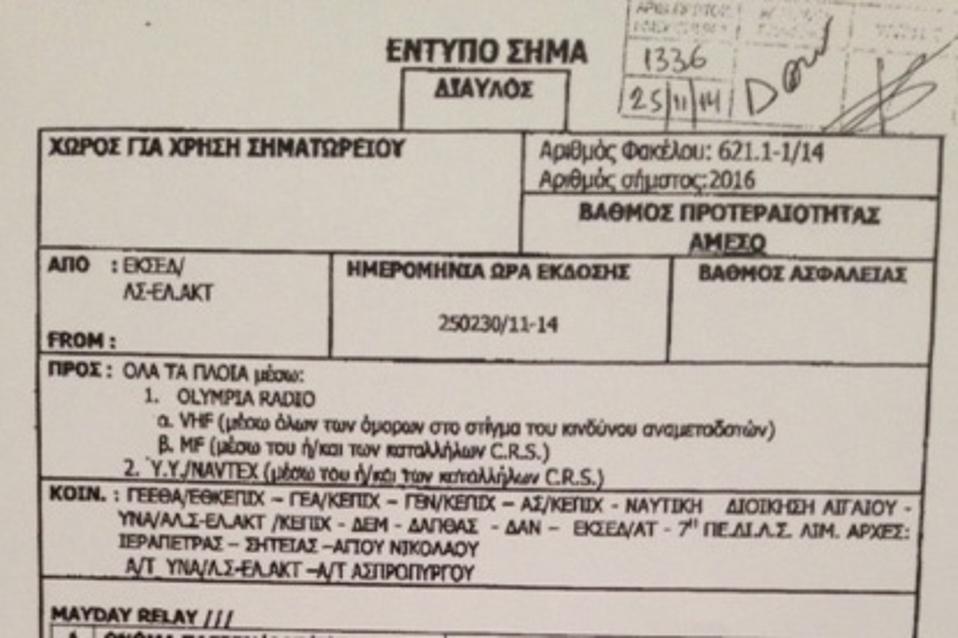 ΕΝΤΥΠΟ ΣΗΜΑ
ΔΙΑΥΛΟΣ
1336
25/11/14
ΧΩΡΟΣ ΓΙΑ ΧΡΗΣΗ ΣΗΜΑΤΩΡΕΙΟΥ
Αριθμός Φακέλου: 621.1-1/14
Αριθμός σήματος:2016
ΒΑΘΜΟΣ ΠΡΟΤΕΡΑΙΟΤΗΤΑΣ
ΑΜΕΣΟ
ΑΠΟ : ΕΚΣΕΔ/
ΛΣ-ΕΛ.ΑΚΤ
FROM :
ΗΜΕΡΟΜΗΝΙΑ ΩΡΑ ΕΚΔΟΣΗΣ
250230/11-14
ΒΑΘΜΟΣ ΑΣΦΑΛΕΙΑΣ
ΠΡΟΣ : ΟΛΑ ΤΑ ΠΛΟΙΑ μέσω:
1. OLYMPIA RADIO
α. VHF (μέσω όλων των όμορων στο στίγμα του κινδύνου αναμεταδοτών)
β. MF (μέσω του ή/και των καταλλήλων C.R.S.)
2. Υ.Υ./NAVTEX (μέσω του ή/και των καταλλήλων C.R.S.)
ΚΟΙΝ. : ΓΕΕΘΑ/ΕΘΚΕΠΙΧ – ΓΕΑ/ΚΕΠΙΧ – ΓΕΝ/ΚΕΠΙΧ – ΑΣ/ΚΕΠΙΧ - ΝΑΥΤΙΚΗ ΔΙΟΙΚΗΣΗ ΑΙΓΑΙΟΥ -
ΥΝΑ/ΑΛ.Σ-ΕΛ.ΑΚΤ /ΚΕΠΙΧ - ΔΕΜ - ΔΑΠΘΑΣ - ΔΑΝ – ΕΚΣΕΔ/ΑΤ - 7Η ΠΕ.ΔΙ.Λ.Σ. ΛΙΜ. ΑΡΧΕΣ:
ΙΕΡΑΠΕΤΡΑΣ – ΣΗΤΕΙΑΣ –ΑΓΙΟΥ ΝΙΚΟΛΑΟΥ
Α/Τ ΥΝΑ/Λ.Σ-ΕΛ.ΑΚΤ –Α/Τ ΑΣΠΡΟΠΥΡΓΟΥ
MAYDAY RELAY ///